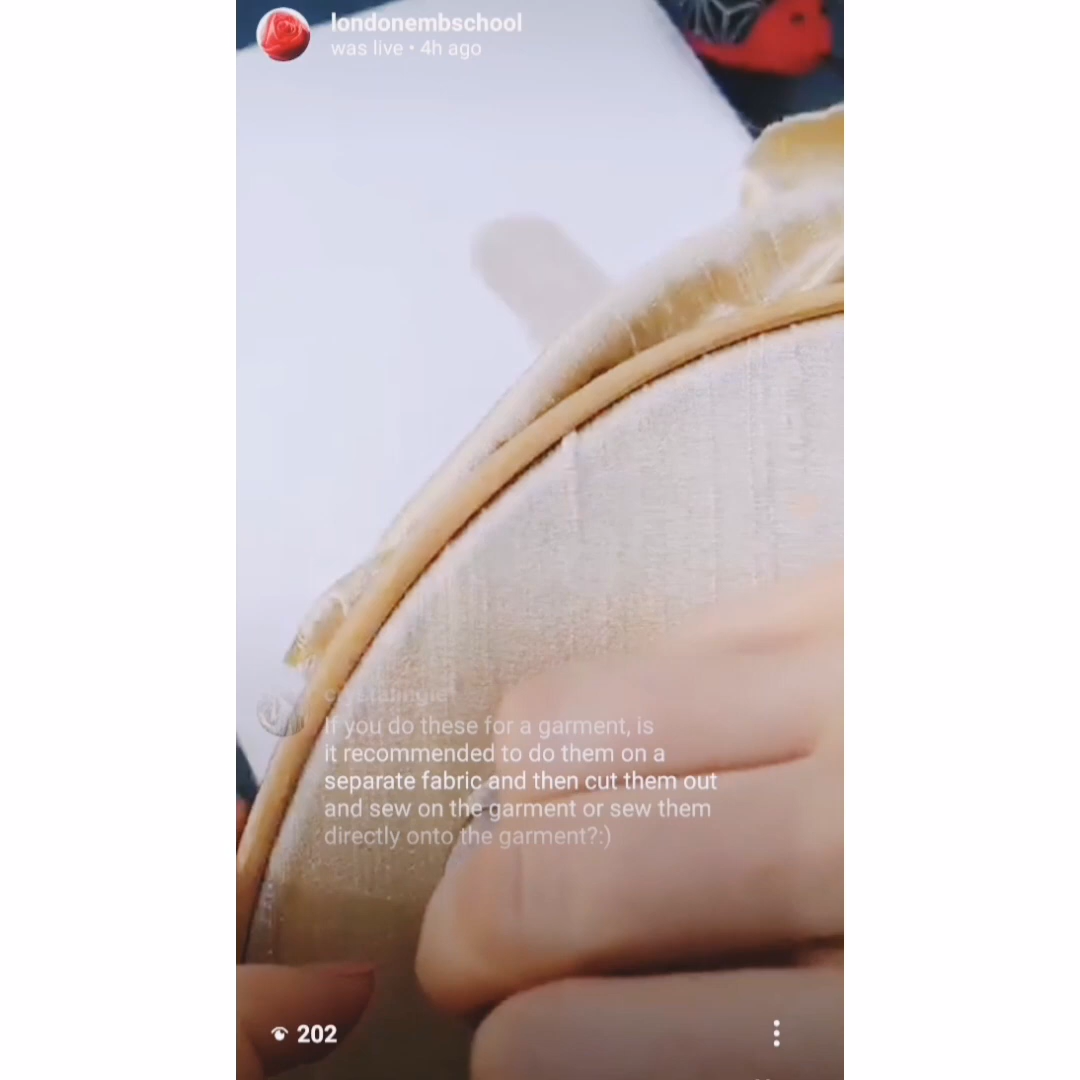 londonembschool
was live • 4h ago
If you do these for a garment, is
it recommended to do them on a
separate fabric and then cut them out
and sew on the garment or sew them
directly onto the garment?:)
202